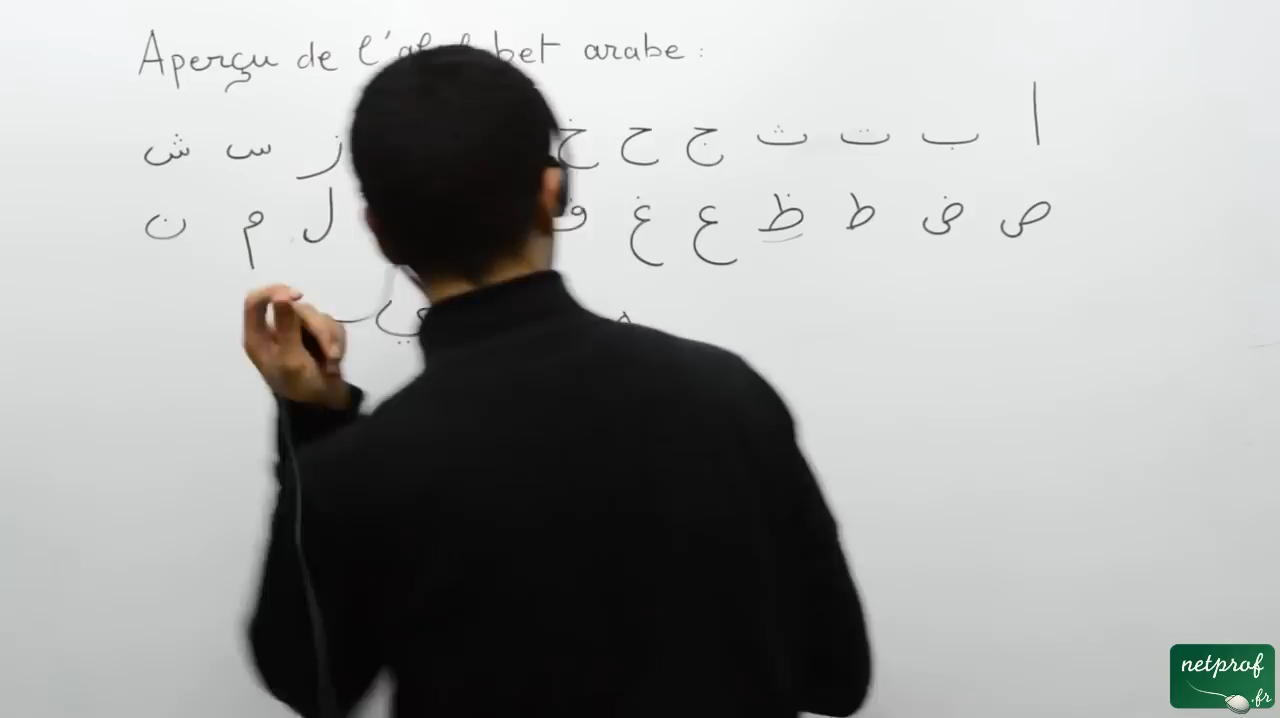 Aperçu de arabe :
ا ب ت ث ج ح خ ز س ش
ص ض ط ظ ع غ ف ل م ن
ي
netprof
.fr